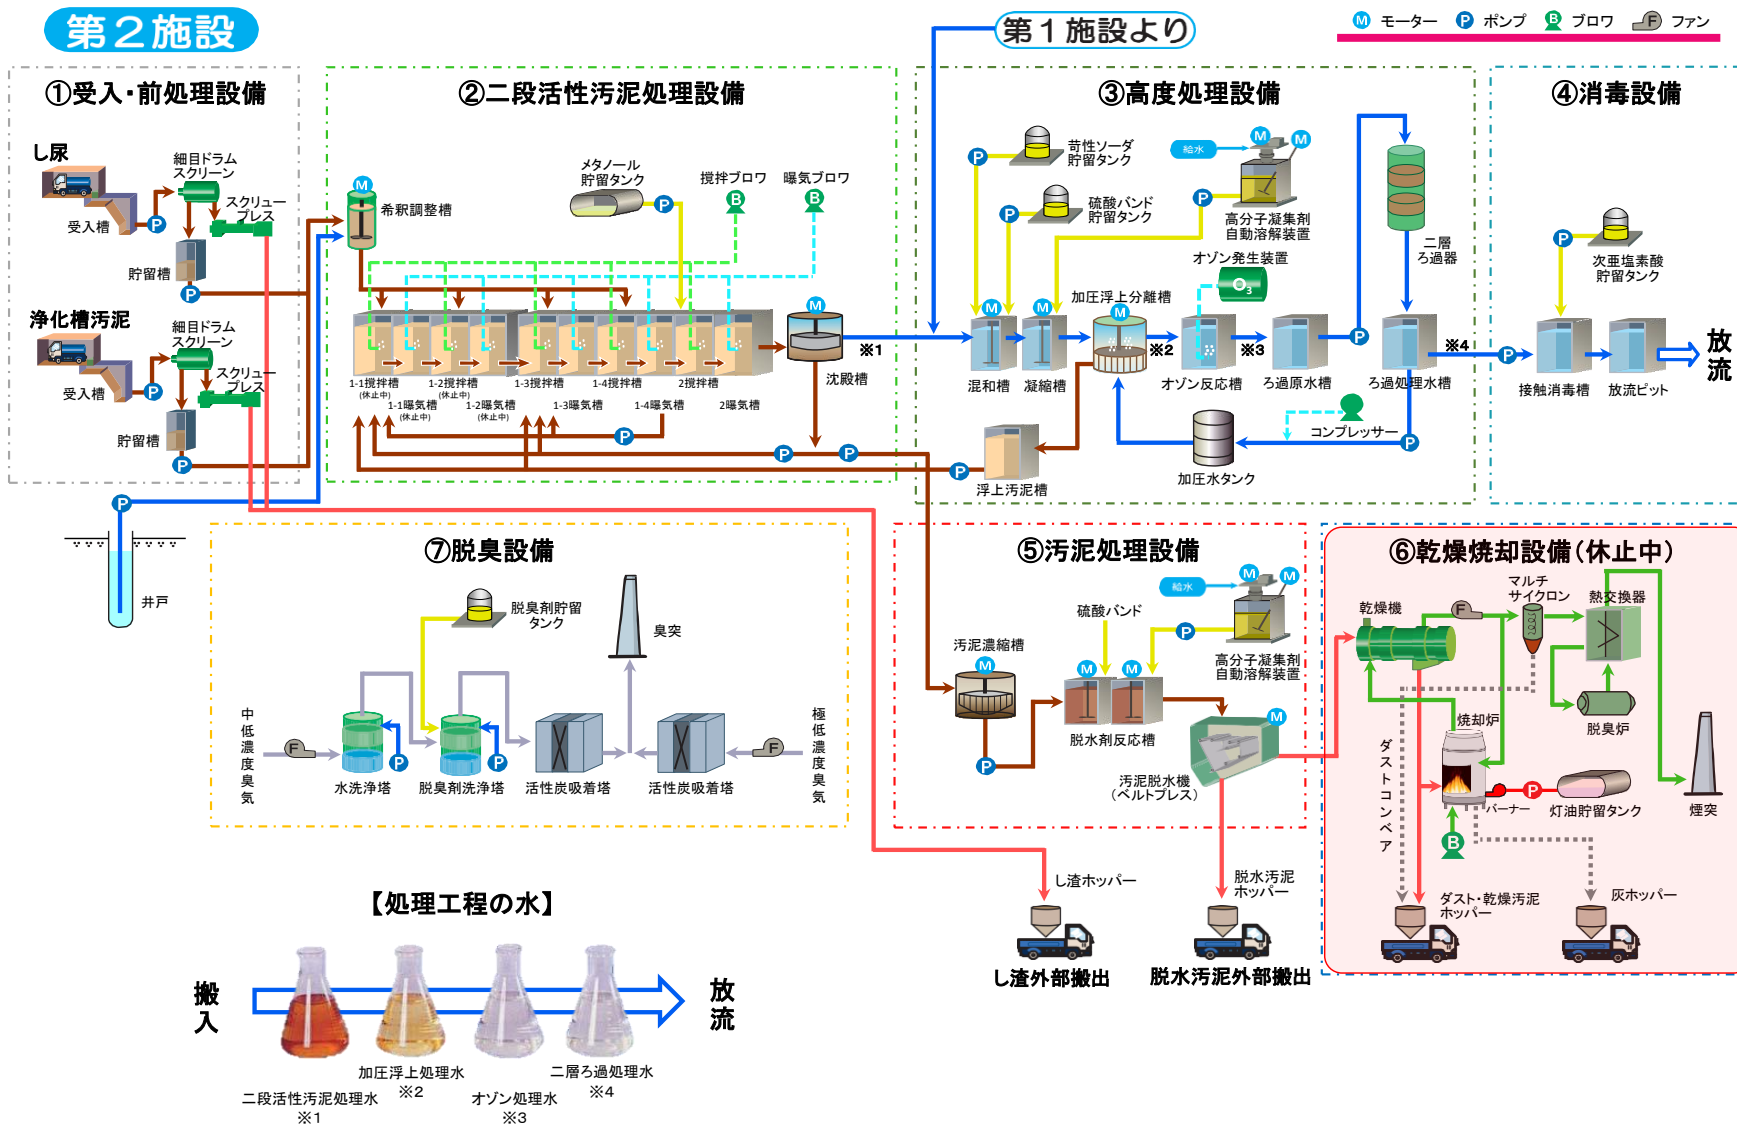 第２施設
第１施設より
M モーター P ポンプ B ブロワ F ファン
①受入・前処理設備
し尿
細目ドラム
スクリーン
スクリュー
プレス
受入槽
P
貯留槽
P
浄化槽汚泥
細目ドラム
スクリーン
スクリュー
プレス
受入槽
P
貯留槽
P
P
井戸
②二段活性汚泥処理設備
M
希釈調整槽
メタノール
貯留タンク
P
撹拌ブロワ
B
曝気ブロワ
B
M
沈殿槽
1-1撹拌槽
(休止中)
1-1曝気槽
(休止中)
1-2撹拌槽
(休止中)
1-2曝気槽
(休止中)
1-3撹拌槽
1-3曝気槽
1-4撹拌槽
1-4曝気槽
2撹拌槽
2曝気槽
P
P
P
P
※1
③高度処理設備
P
苛性ソーダ
貯留タンク
P
硫酸バンド
貯留タンク
給水
M
M
P
高分子凝集剤
自動溶解装置
オゾン発生装置
O3
二層
ろ過器
M
混和槽
M
凝縮槽
加圧浮上分離槽
M
※2
オゾン反応槽
※3
ろ過原水槽
P
ろ過処理水槽
※4
コンプレッサー
P
加圧水タンク
浮上汚泥槽
④消毒設備
P
次亜塩素酸
貯留タンク
P
接触消毒槽
放流ピット
放流
⑤汚泥処理設備
給水
M
M
硫酸バンド
P
高分子凝集剤
自動溶解装置
汚泥濃縮槽
M
P
M
M
脱水剤反応槽
M
汚泥脱水機
(ベルトプレス)
⑥乾燥焼却設備(休止中)
乾燥機
F
マルチ
サイクロン
熱交換器
脱臭炉
焼却炉
バーナー
P
灯油貯留タンク
B
煙突
ダストコンベア
ダスト・乾燥汚泥
ホッパー
灰ホッパー
⑦脱臭設備
脱臭剤貯留
タンク
臭突
中低濃度臭気
F
水洗浄塔
P
脱臭剤洗浄塔
P
活性炭吸着塔
活性炭吸着塔
F
極低濃度臭気
し渣ホッパー
し渣外部搬出
脱水汚泥
ホッパー
脱水汚泥外部搬出
【処理工程の水】
搬入
放流
二段活性汚泥処理水
※1
加圧浮上処理水
※2
オゾン処理水
※3
二層ろ過処理水
※4